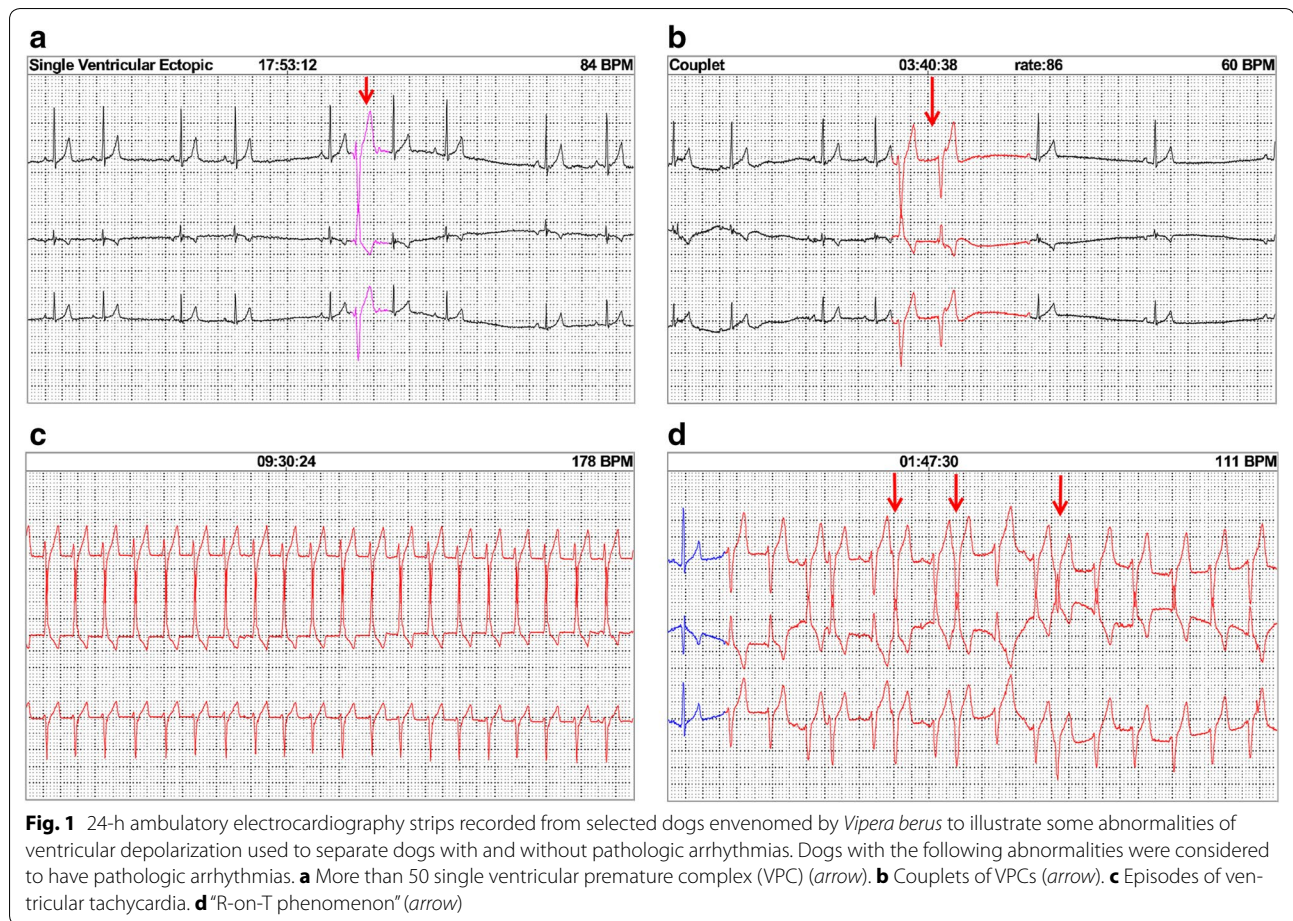 a
Single Ventricular Ectopic 17:53:12 84 BPM
b
Couplet 03:40:38 rate:86 60 BPM
c
09:30:24 178 BPM
d
01:47:30 111 BPM
Fig. 1 24-h ambulatory electrocardiography strips recorded from selected dogs envenomed by Vipera berus to illustrate some abnormalities of
ventricular depolarization used to separate dogs with and without pathologic arrhythmias. Dogs with the following abnormalities were considered
to have pathologic arrhythmias. a More than 50 single ventricular premature complex (VPC) (arrow). b Couplets of VPCs (arrow). c Episodes of ven-
tricular tachycardia. d “R-on-T phenomenon” (arrow)